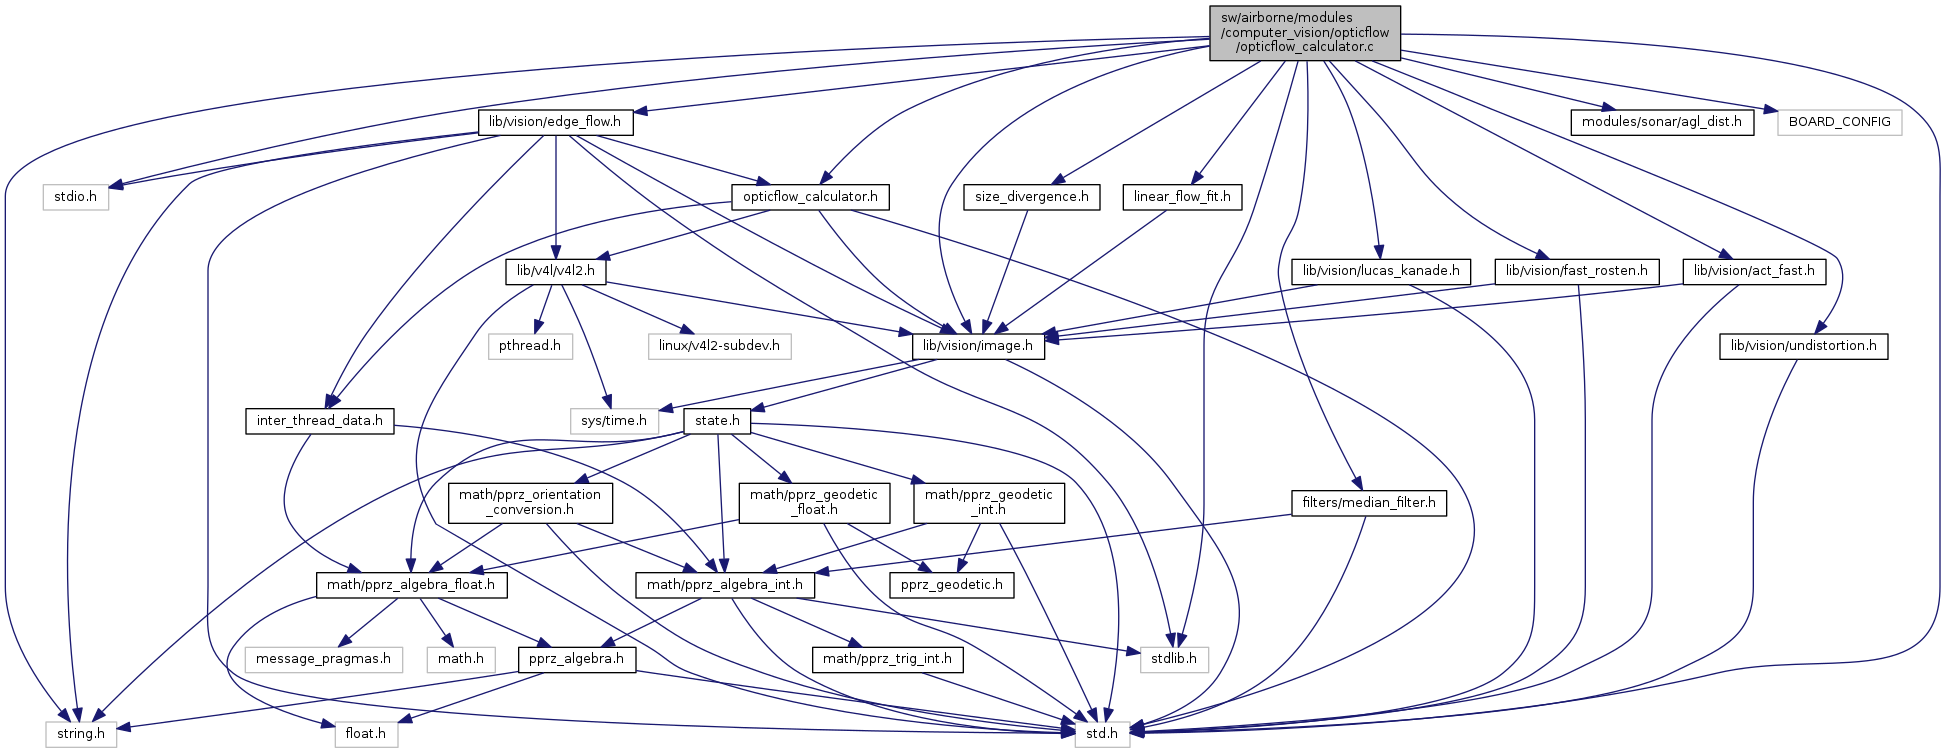 sw/airborne/modules
/computer_vision/opticflow
/opticflow_calculator.c
lib/vision/edge_flow.h
modules/sonar/agl_dist.h
BOARD_CONFIG
stdio.h
opticflow_calculator.h
size_divergence.h
linear_flow_fit.h
lib/v4l/v4l2.h
lib/vision/lucas_kanade.h
lib/vision/fast_rosten.h
lib/vision/act_fast.h
pthread.h
linux/v4l2-subdev.h
lib/vision/image.h
lib/vision/undistortion.h
inter_thread_data.h
sys/time.h
state.h
math/pprz_orientation
_conversion.h
math/pprz_geodetic
_float.h
math/pprz_geodetic
_int.h
filters/median_filter.h
math/pprz_algebra_float.h
math/pprz_algebra_int.h
pprz_geodetic.h
message_pragmas.h
math.h
pprz_algebra.h
math/pprz_trig_int.h
stdlib.h
string.h
float.h
std.h